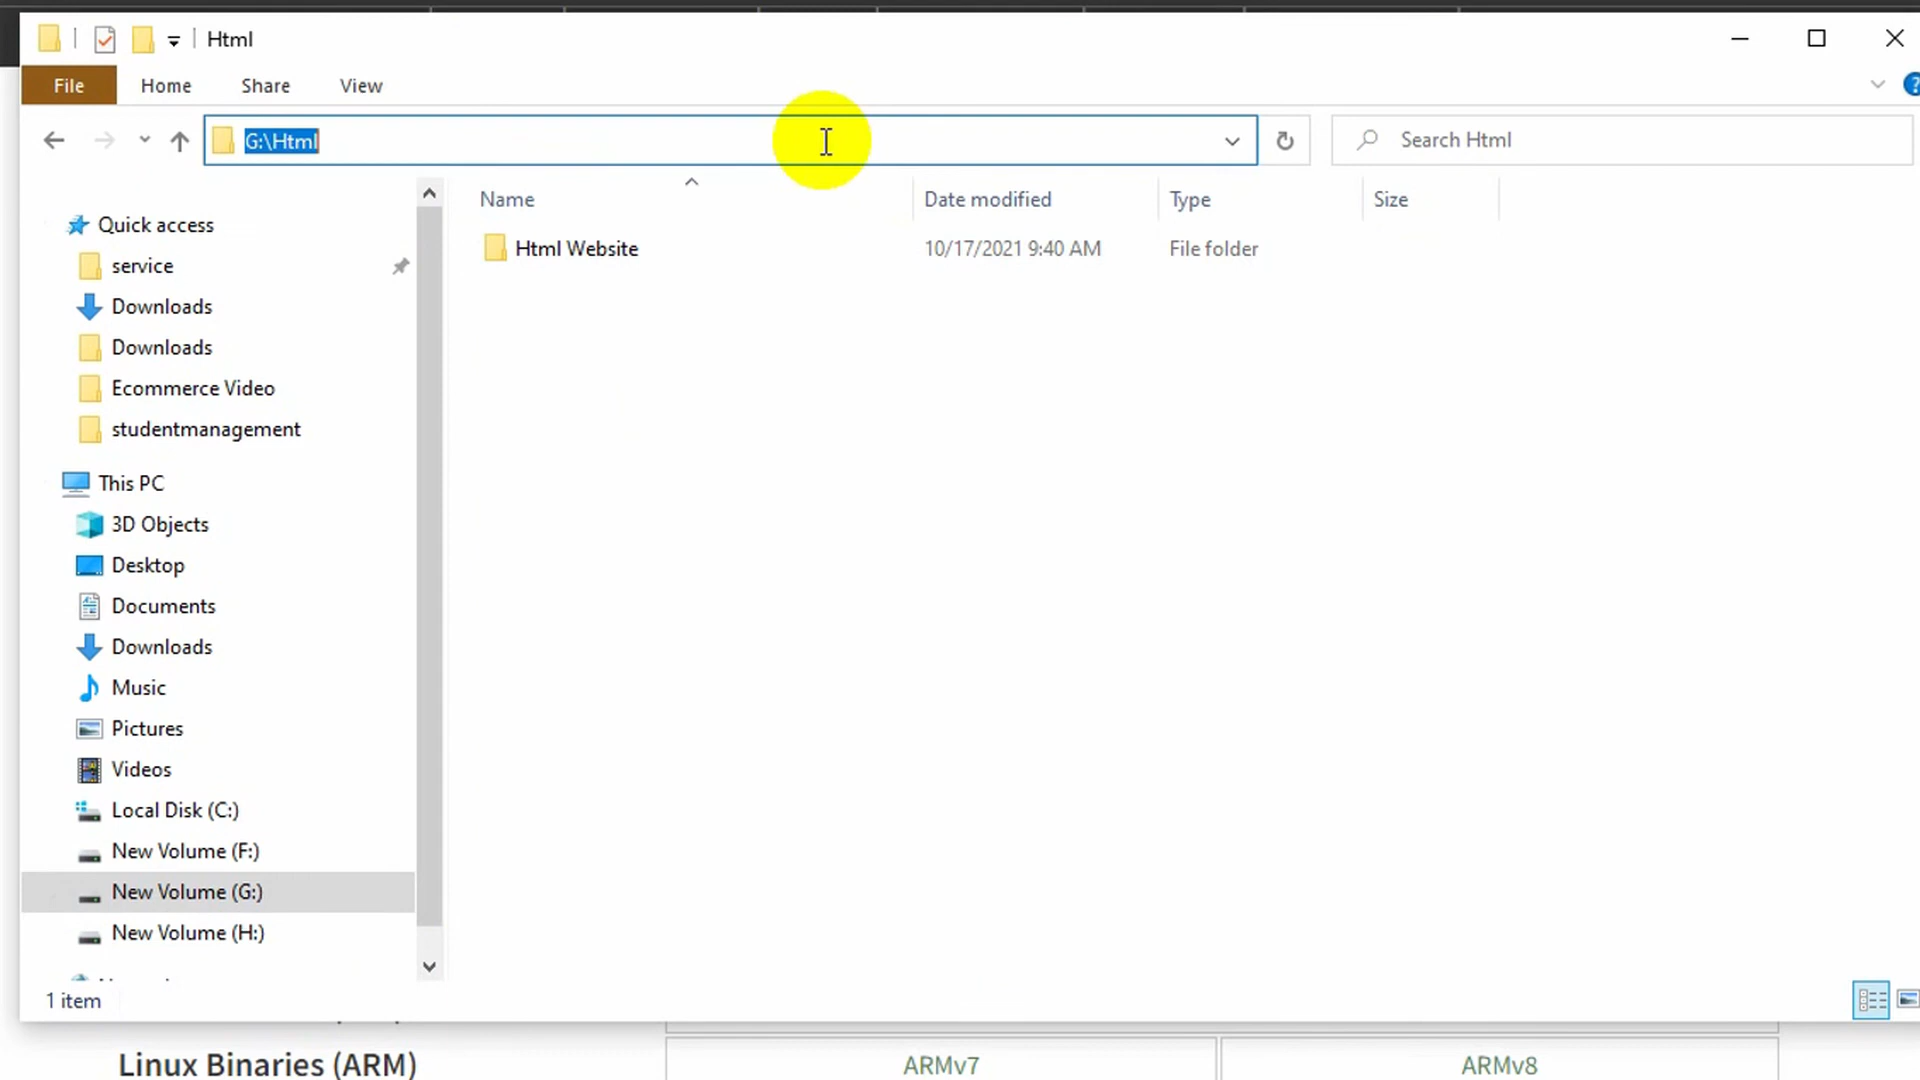 Html
File Home Share View
G:\Html
Search Html
Name Date modified Type Size
Html Website 10/17/2021 9:40 AM File folder
Quick access
service
Downloads
Downloads
Ecommerce Video
studentmanagement
This PC
3D Objects
Desktop
Documents
Downloads
Music
Pictures
Videos
Local Disk (C:)
New Volume (F:)
New Volume (G:)
New Volume (H:)
1 item
Linux Binaries (ARM) ARMv7 ARMv8